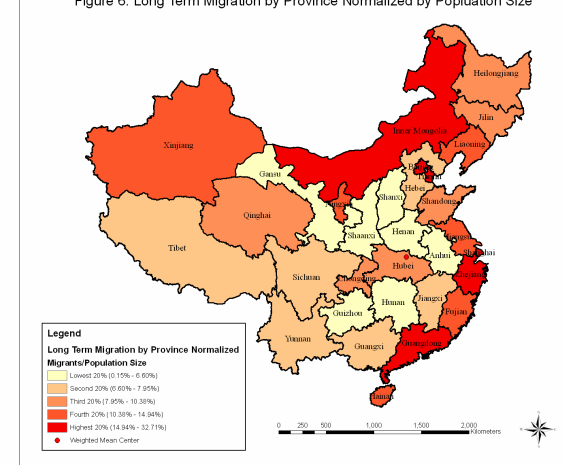 Figure 6. Long Term Migration by Province Normalized by Popluation Size
Heilongjiang
Jilin
Inner Mongolia
Liaoning
Xinjiang
Gansu
Hebei
Shanxi
Shandong
Qinghai
Shaanxi
Henan
Tibet
Anhui
Shanghai
Hubei
Sichuan
Chongqing
Zhejiang
Hunan
Jiangxi
Guizhou
Fujian
Yunnan
Guangxi
Guangdong
Hainan
Legend
Long Term Migration by Province Normalized
Migrants/Population Size
Lowest 20% (0.15% - 6.60%)
Second 20% (6.60% - 7.95%)
Third 20% (7.95% - 10.38%)
Fourth 20% (10.38% - 14.94%)
Highest 20% (14.94% - 32.71%)
Weighted Mean Center
0 250 500 1,000 1,500 2,000
Kilometers